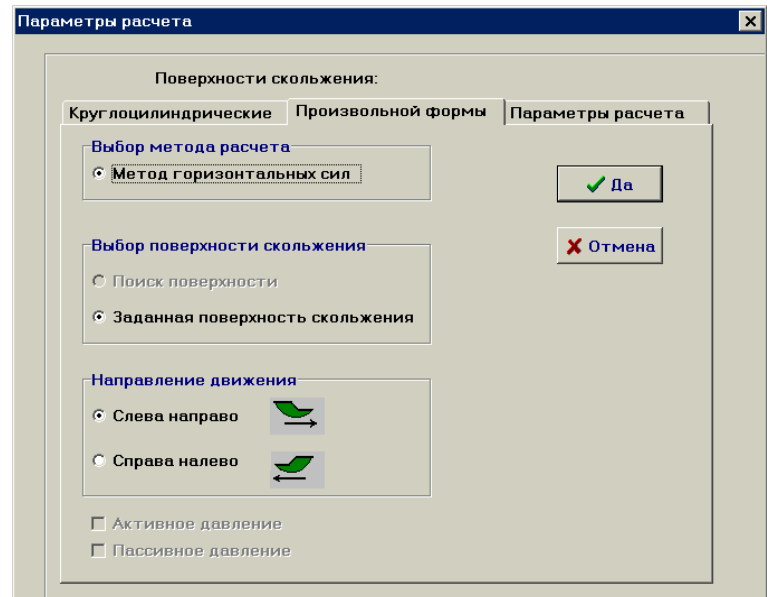 Параметры расчета
Поверхности скольжения:
Круглоцилиндрические Произвольной формы Параметры расчета
Выбор метода расчета
Метод горизонтальных сил
Да
Выбор поверхности скольжения
Отмена
Поиск поверхности
Заданная поверхность скольжения
Направление движения
Слева направо
Справа налево
Активное давление
Пассивное давление